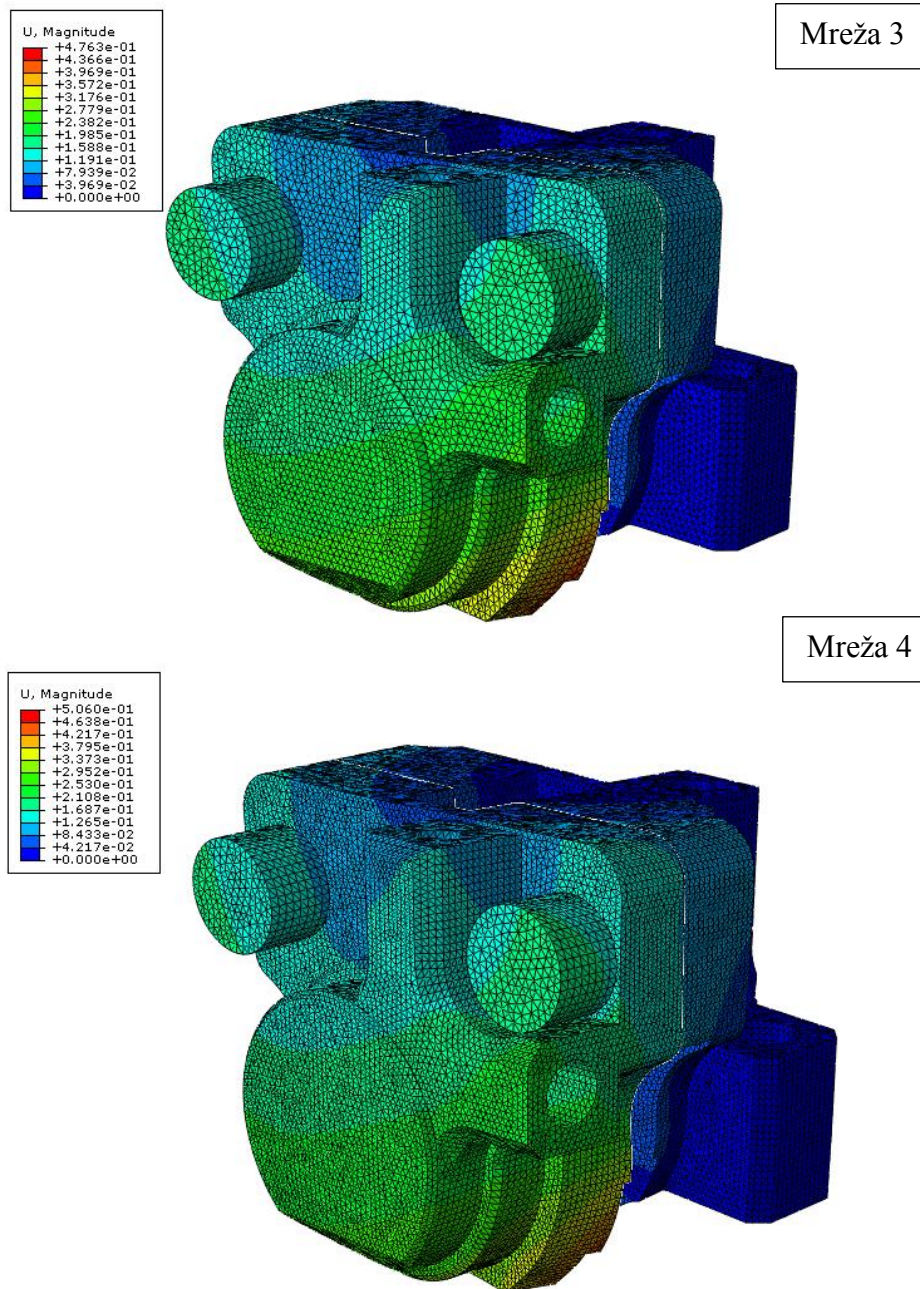 Mreža 3
U, Magnitude
+4.763e-01
+4.366e-01
+3.969e-01
+3.572e-01
+3.176e-01
+2.779e-01
+2.382e-01
+1.985e-01
+1.588e-01
+1.191e-01
+7.939e-02
+3.969e-02
+0.000e+00
Mreža 4
U, Magnitude
+5.060e-01
+4.638e-01
+4.217e-01
+3.795e-01
+3.373e-01
+2.952e-01
+2.530e-01
+2.108e-01
+1.687e-01
+1.265e-01
+8.433e-02
+4.217e-02
+0.000e+00